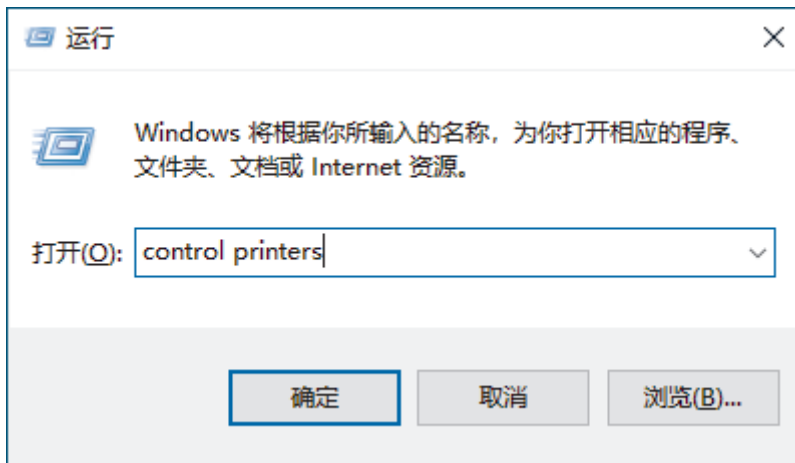 运行
Windows 将根据你所输入的名称，为你打开相应的程序、
文件夹、文档或 Internet 资源。
打开(O): control printers
确定 取消 浏览(B)...